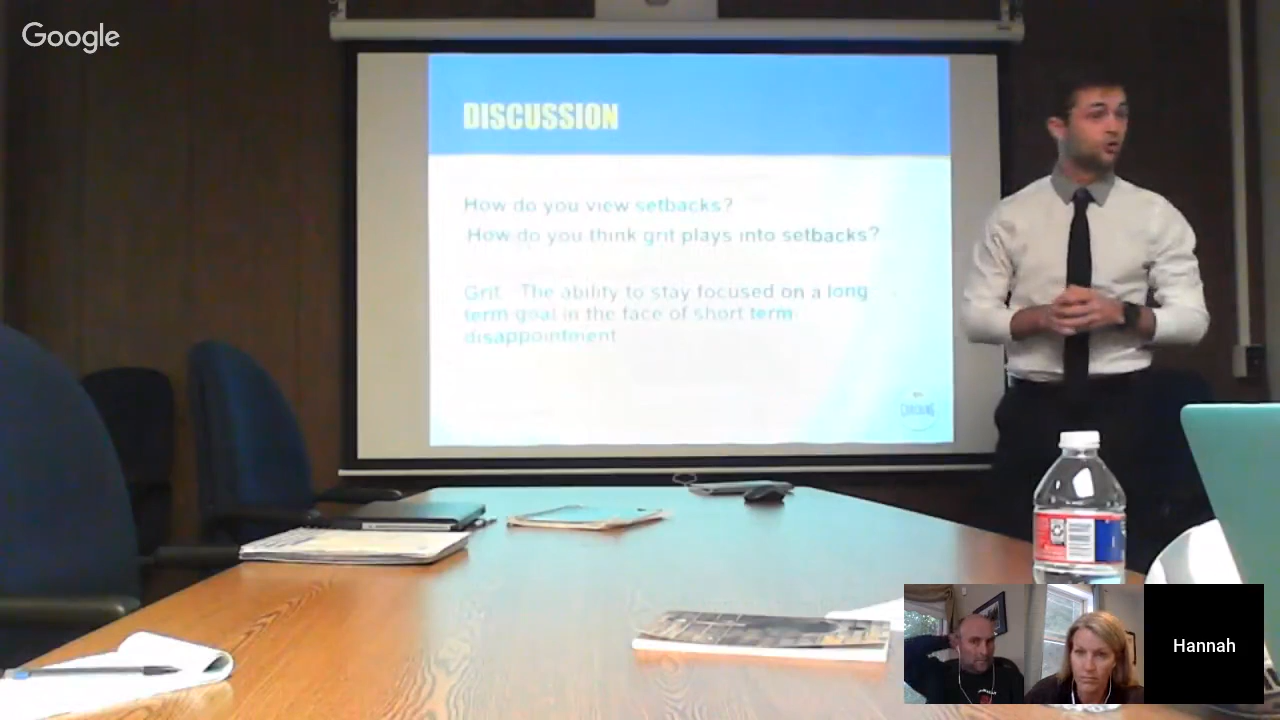 Google
DISCUSSION
How do you view setbacks?
How do you think grit plays into setbacks?
Grit: The ability to stay focused on a long
term goal in the face of short term
disappointment
COACHING
Hannah